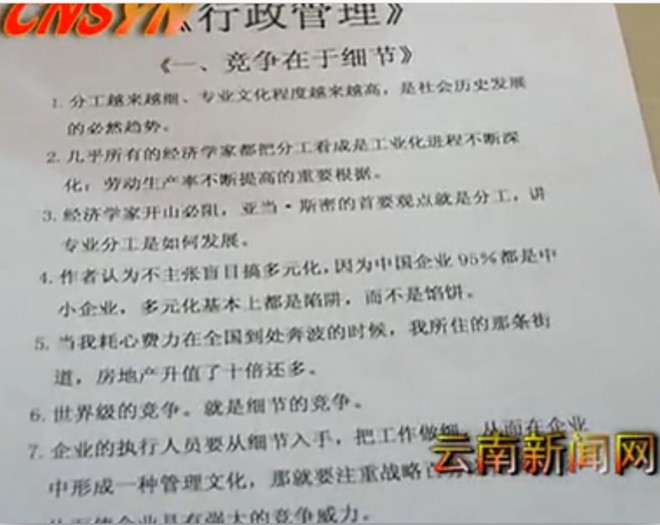 CNSYN
《行政管理》
《一、竞争在于细节》
1. 分工越来越细、专业文化程度越来越高，是社会历史发展
的必然趋势。
2. 几乎所有的经济学家都把分工看成是工业化进程不断深
化；劳动生产率不断提高的重要根据。
3. 经济学家开山必阻，亚当·斯密的首要观点就是分工，讲
专业分工是如何发展。
4. 作者认为不主张盲目搞多元化，因为中国企业 95%都是中
小企业，多元化基本上都是陷阱，而不是馅饼。
5. 当我耗心费力在全国到处奔波的时候，我所住的那条街
道，房地产升值了十倍还多。
6. 世界级的竞争。就是细节的竞争。
7. 企业的执行人员要从细节入手，把工作做细，从而在企业
中形成一种管理文化，那就要注重战略
具有强大的竞争威力。
云南新闻网